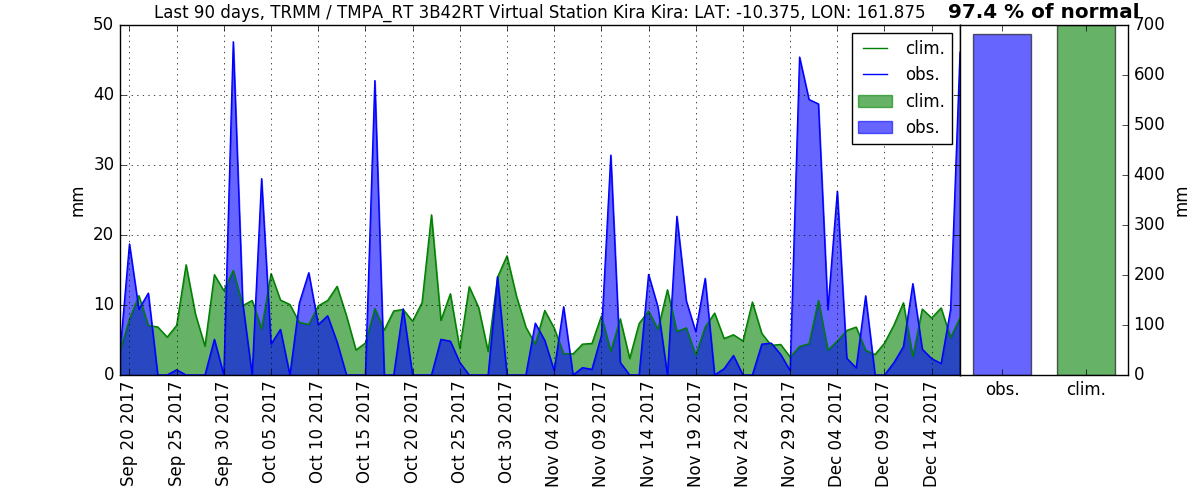 Last 90 days, TRMM / TMPA_RT 3B42RT Virtual Station Kira Kira: LAT: -10.375, LON: 161.875
97.4 % of normal
50
40
30
20
10
0
mm
clim.
obs.
clim.
obs.
700
600
500
400
300
200
100
0
mm
Sep 20 2017
Sep 25 2017
Sep 30 2017
Oct 05 2017
Oct 10 2017
Oct 15 2017
Oct 20 2017
Oct 25 2017
Oct 30 2017
Nov 04 2017
Nov 09 2017
Nov 14 2017
Nov 19 2017
Nov 24 2017
Nov 29 2017
Dec 04 2017
Dec 09 2017
Dec 14 2017
obs.
clim.